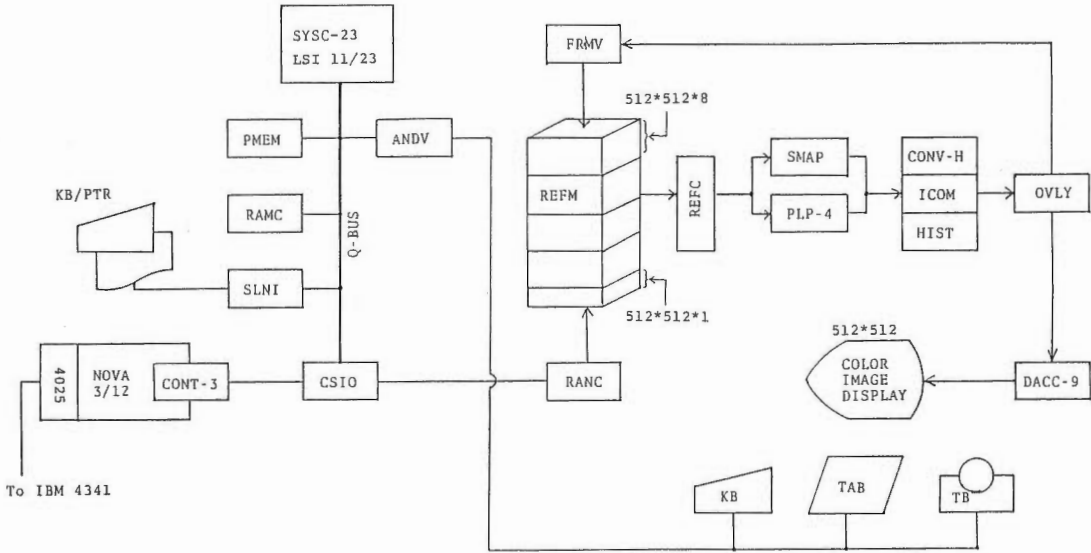 SYSC-23
LSI 11/23
FRMV
512*512*8
PMEM
ANDV
SMAP
CONV-H
KB/PTR
RAMC
Q-BUS
REFM
REFC
ICOM
OVLY
PLP-4
HIST
SLNI
512*512*1
512*512
4025
NOVA
3/12
CONT-3
CSIO
RANC
COLOR
IMAGE
DISPLAY
DACC-9
To IBM 4341
KB
TAB
TB